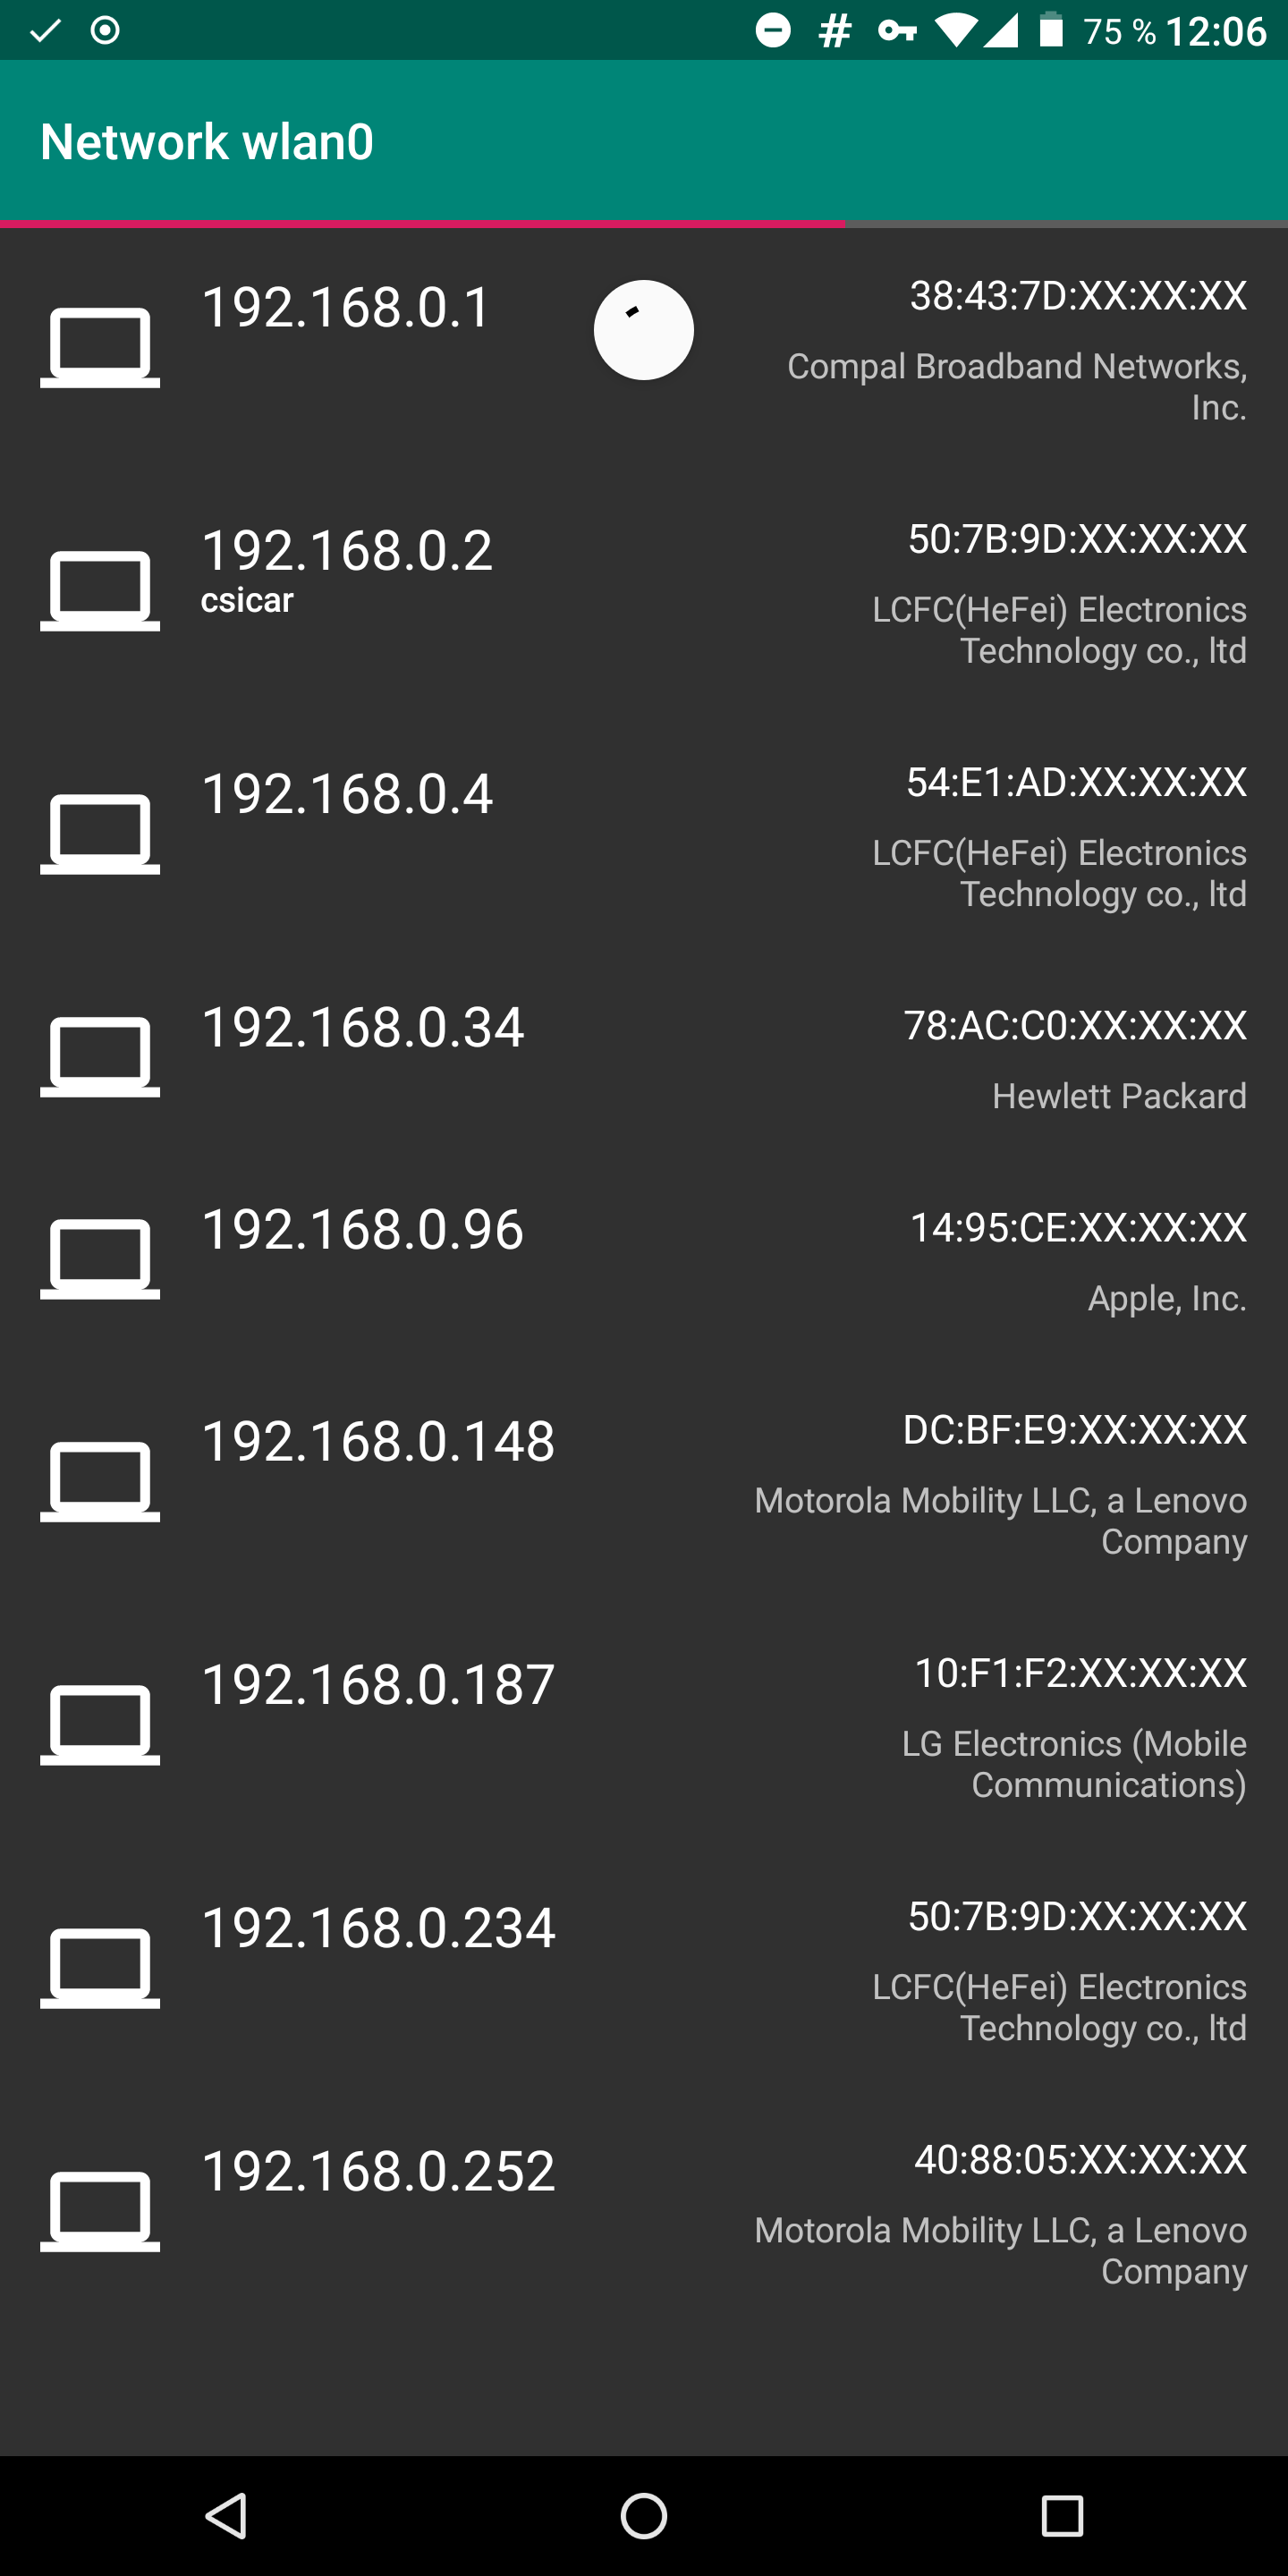 75 % 12:06
Network wlan0
192.168.0.1
38:43:7D:XX:XX:XX
Compal Broadband Networks,
Inc.
192.168.0.2
csicar
50:7B:9D:XX:XX:XX
LCFC(HeFei) Electronics
Technology co., ltd
192.168.0.4
54:E1:AD:XX:XX:XX
LCFC(HeFei) Electronics
Technology co., ltd
192.168.0.34
78:AC:C0:XX:XX:XX
Hewlett Packard
192.168.0.96
14:95:CE:XX:XX:XX
Apple, Inc.
192.168.0.148
DC:BF:E9:XX:XX:XX
Motorola Mobility LLC, a Lenovo
Company
192.168.0.187
10:F1:F2:XX:XX:XX
LG Electronics (Mobile
Communications)
192.168.0.234
50:7B:9D:XX:XX:XX
LCFC(HeFei) Electronics
Technology co., ltd
192.168.0.252
40:88:05:XX:XX:XX
Motorola Mobility LLC, a Lenovo
Company